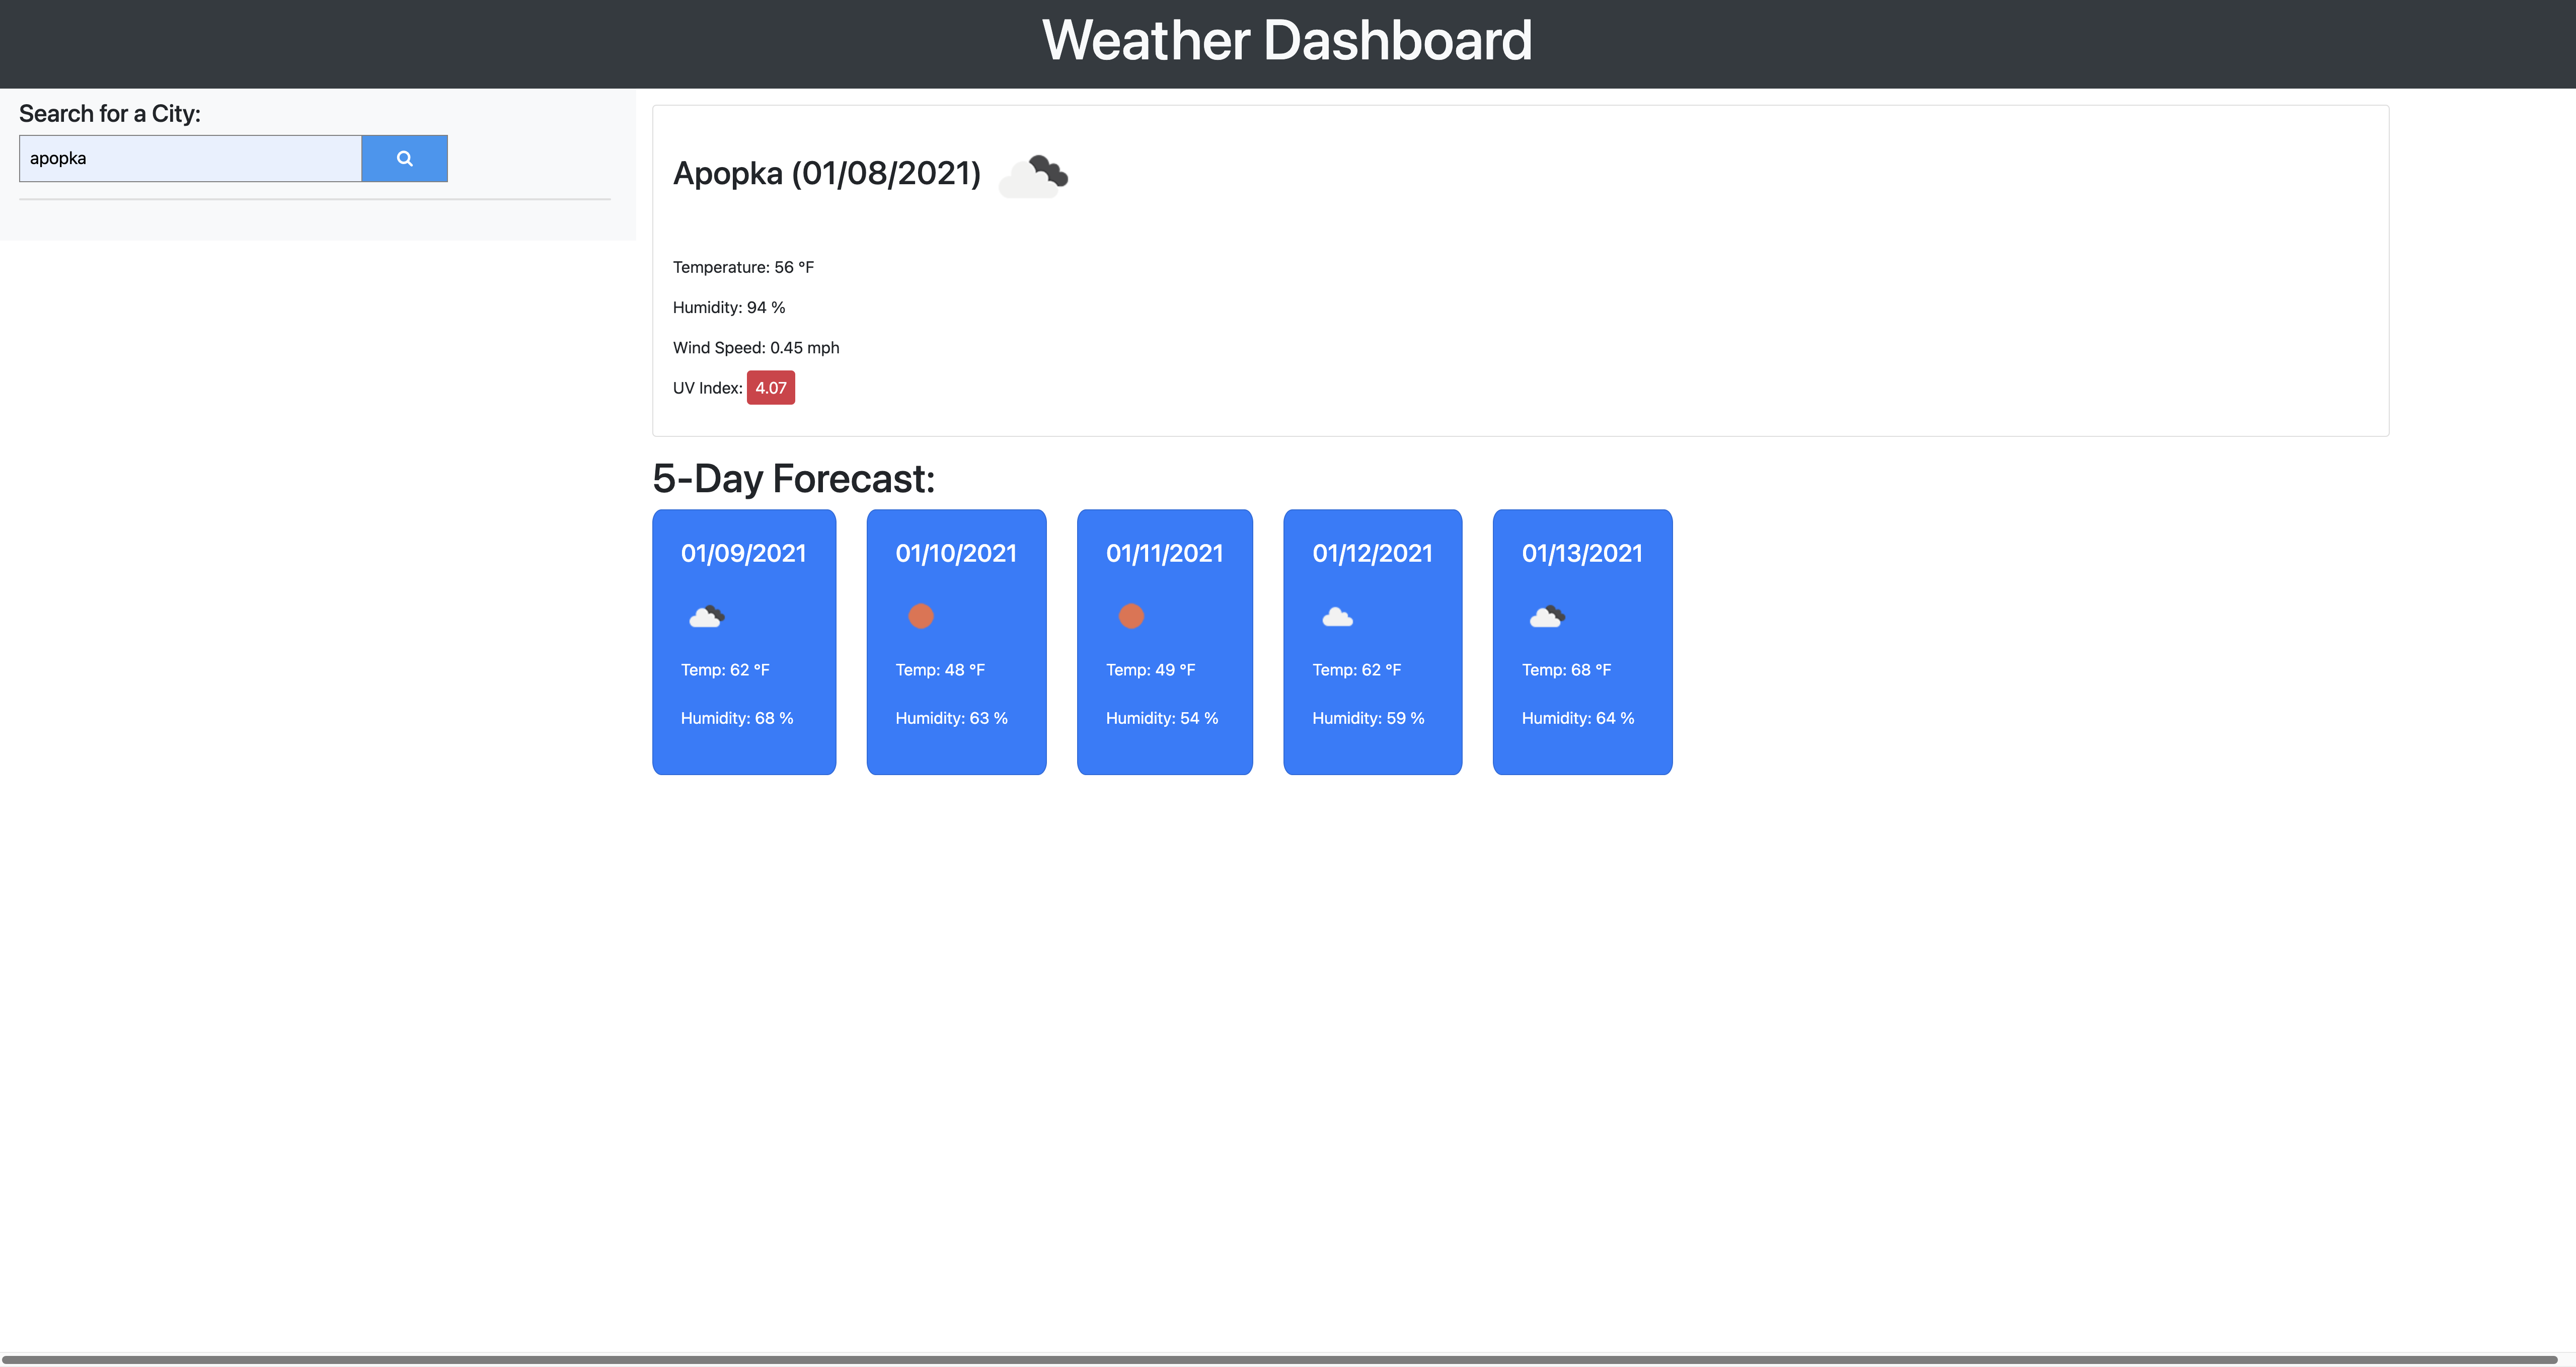 Weather Dashboard
Search for a City:
apopka
Apopka (01/08/2021)
Temperature: 56 °F
Humidity: 94 %
Wind Speed: 0.45 mph
UV Index: 4.07
5-Day Forecast:
01/09/2021
Temp: 62 °F
Humidity: 68 %
01/10/2021
Temp: 48 °F
Humidity: 63 %
01/11/2021
Temp: 49 °F
Humidity: 54 %
01/12/2021
Temp: 62 °F
Humidity: 59 %
01/13/2021
Temp: 68 °F
Humidity: 64 %